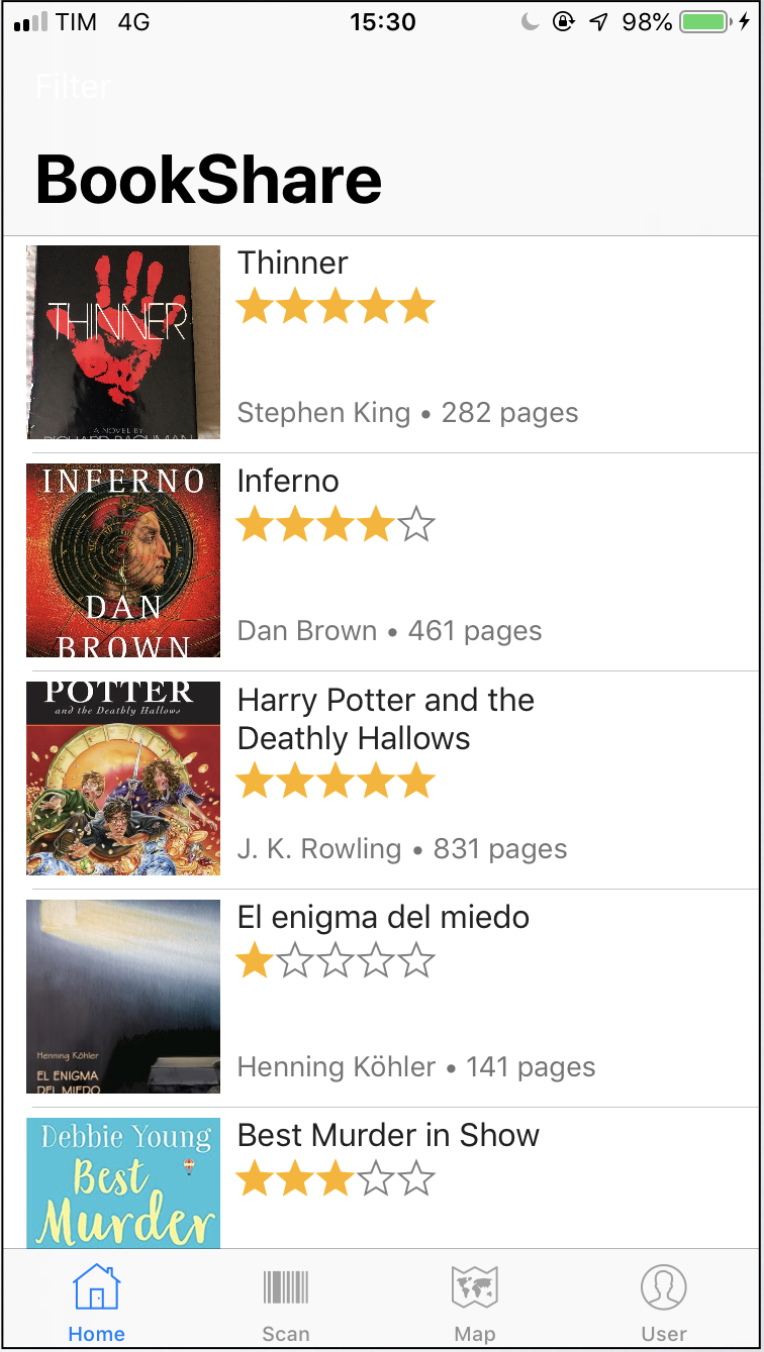 TIM 4G 15:30 98%
Filter
BookShare
THINNER
A NOVEL BY
RICHARD BACHMAN
Thinner
Stephen King • 282 pages
INFERNO
DAN
BROWN
Inferno
Dan Brown • 461 pages
POTTER
and the Deathly Hallows
Harry Potter and the
Deathly Hallows
J. K. Rowling • 831 pages
Henning Köhler
EL ENIGMA
DEL MIEDO
El enigma del miedo
Henning Köhler • 141 pages
Debbie Young
Best
Murder
Best Murder in Show
Home Scan Map User